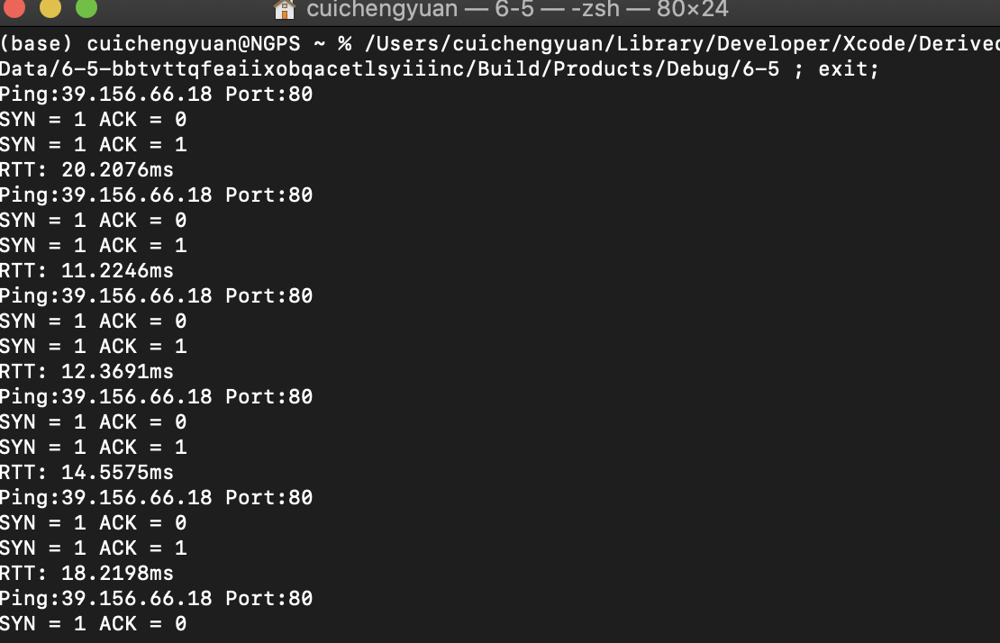 cuichengyuan — 6-5 — -zsh — 80×24
(base) cuichengyuan@NGPS ~ % /Users/cuichengyuan/Library/Developer/Xcode/Derived
Data/6-5-bbtvttqfeaiixobqacetlsyiiinc/Build/Products/Debug/6-5 ; exit;
Ping:39.156.66.18 Port:80
SYN = 1 ACK = 0
SYN = 1 ACK = 1
RTT: 20.2076ms
Ping:39.156.66.18 Port:80
SYN = 1 ACK = 0
SYN = 1 ACK = 1
RTT: 11.2246ms
Ping:39.156.66.18 Port:80
SYN = 1 ACK = 0
SYN = 1 ACK = 1
RTT: 12.3691ms
Ping:39.156.66.18 Port:80
SYN = 1 ACK = 0
SYN = 1 ACK = 1
RTT: 14.5575ms
Ping:39.156.66.18 Port:80
SYN = 1 ACK = 0
SYN = 1 ACK = 1
RTT: 18.2198ms
Ping:39.156.66.18 Port:80
SYN = 1 ACK = 0